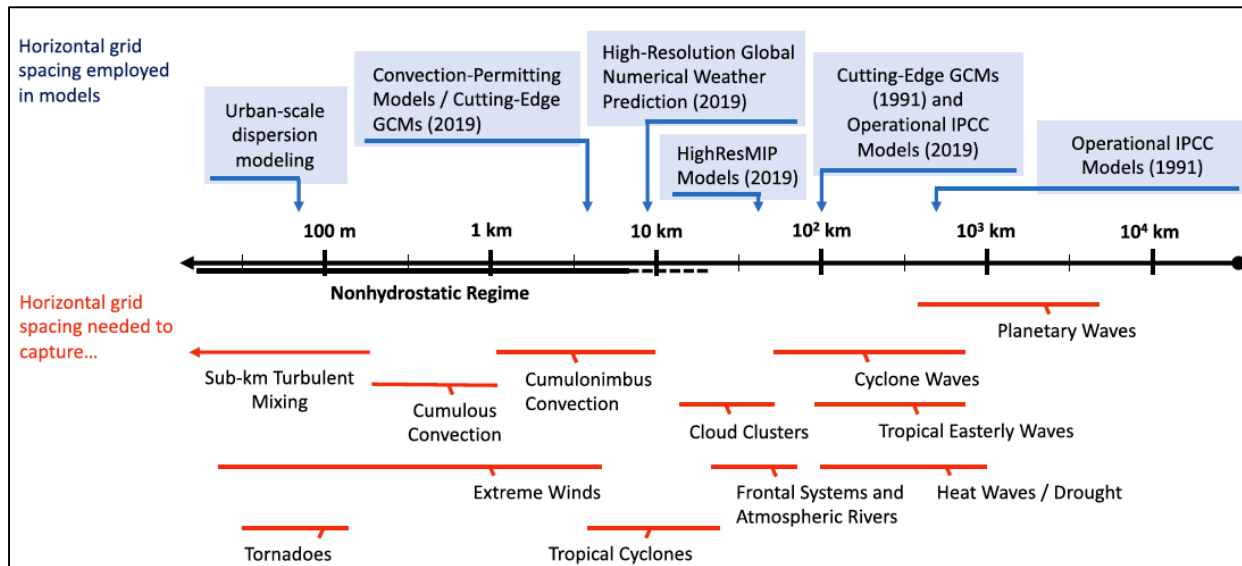 Horizontal grid
spacing employed
in models
Urban-scale
dispersion
modeling
Convection-Permitting
Models / Cutting-Edge
GCMs (2019)
High-Resolution Global
Numerical Weather
Prediction (2019)
HighResMIP
Models (2019)
Cutting-Edge GCMs
(1991) and
Operational IPCC
Models (2019)
Operational IPCC
Models (1991)
100 m
1 km
10 km
10² km
10³ km
10⁴ km
Nonhydrostatic Regime
Horizontal grid
spacing needed to
capture...
Planetary Waves
Sub-km Turbulent
Mixing
Cumulous
Convection
Cumulonimbus
Convection
Cyclone Waves
Cloud Clusters
Tropical Easterly Waves
Extreme Winds
Frontal Systems and
Atmospheric Rivers
Heat Waves / Drought
Tornadoes
Tropical Cyclones